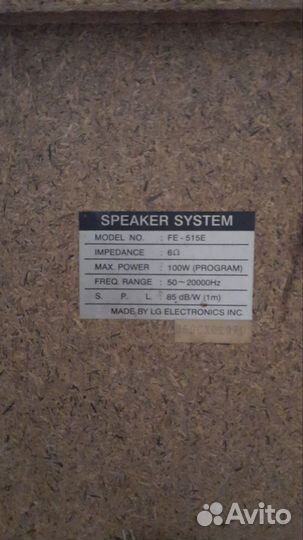 SPEAKER SYSTEM
MODEL NO. : FE - 515E
IMPEDANCE : 6Ω
MAX. POWER : 100W (PROGRAM)
FREQ. RANGE : 50~20000Hz
S. P. L. : 85 dB/W (1m)
MADE BY LG ELECTRONICS INC.
Avito